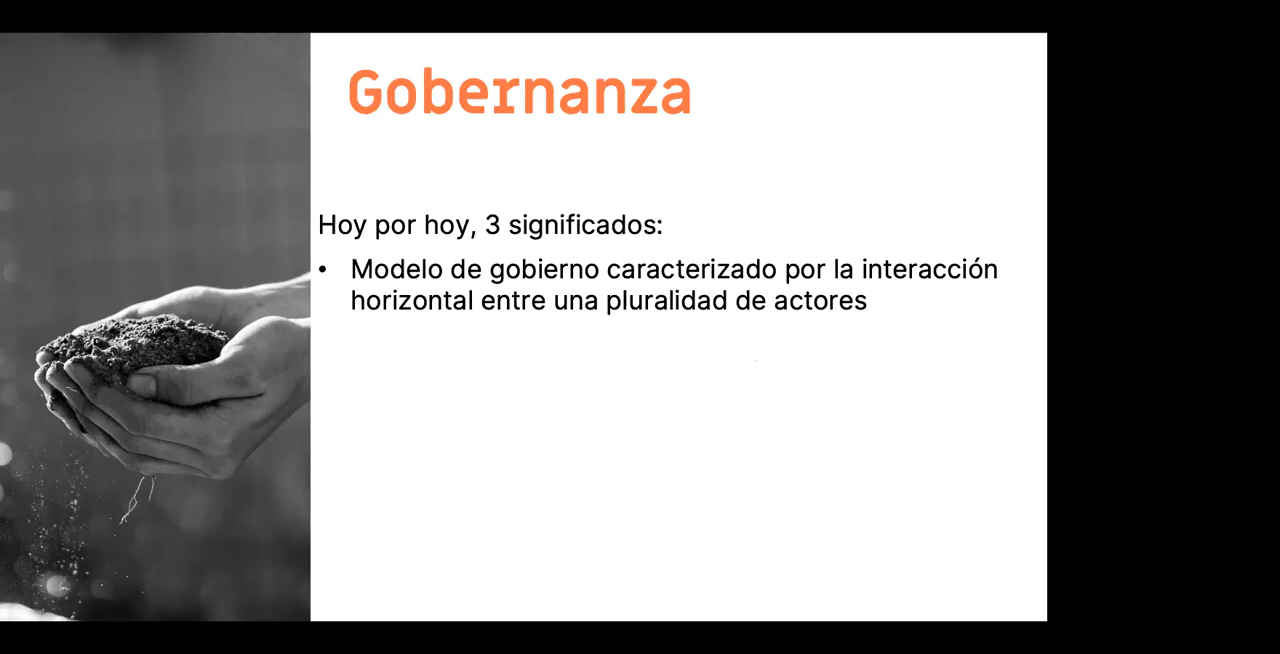 Gobernanza
Hoy por hoy, 3 significados:
• Modelo de gobierno caracterizado por la interacción
horizontal entre una pluralidad de actores